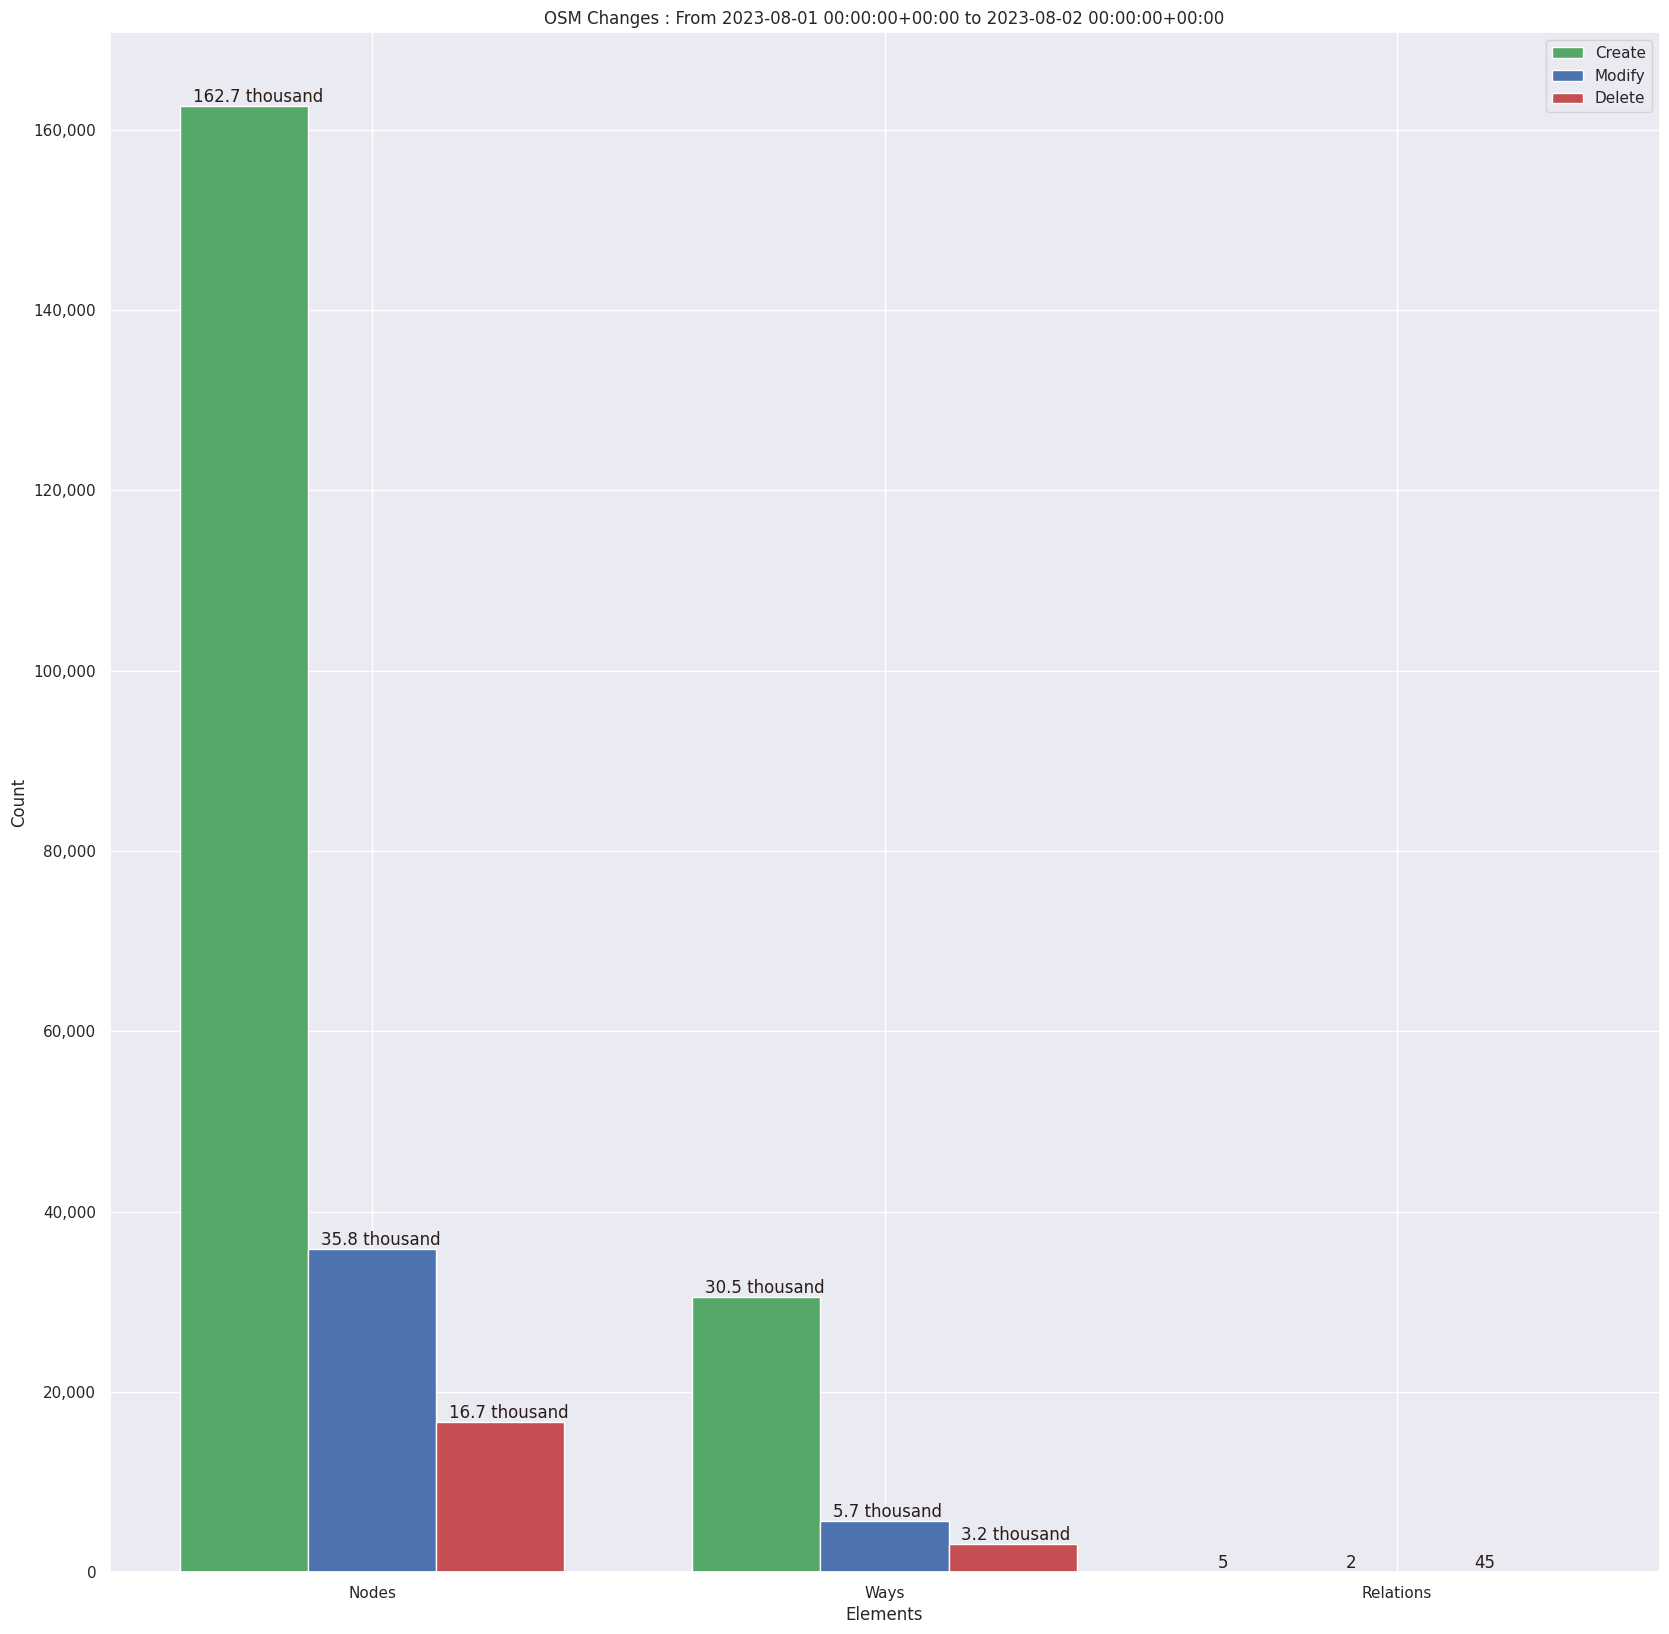 OSM Changes : From 2023-08-01 00:00:00+00:00 to 2023-08-02 00:00:00+00:00
Create
Modify
Delete
Count
160,000
140,000
120,000
100,000
80,000
60,000
40,000
20,000
0
162.7 thousand
35.8 thousand
16.7 thousand
30.5 thousand
5.7 thousand
3.2 thousand
5
2
45
Nodes
Ways
Relations
Elements